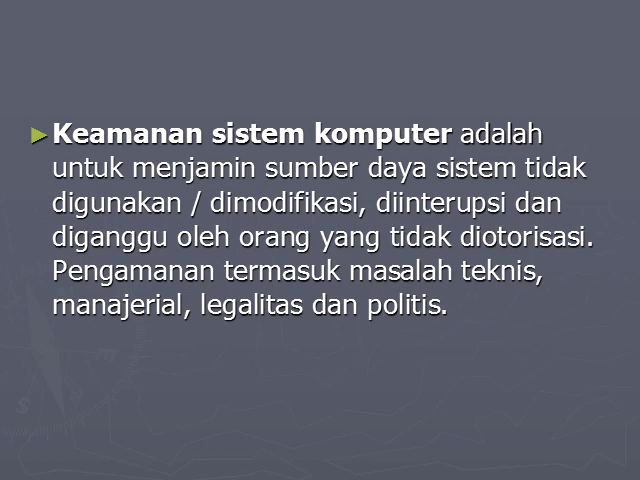 ►Keamanan sistem komputer adalah
untuk menjamin sumber daya sistem tidak
digunakan / dimodifikasi, diinterupsi dan
diganggu oleh orang yang tidak diotorisasi.
Pengamanan termasuk masalah teknis,
manajerial, legalitas dan politis.